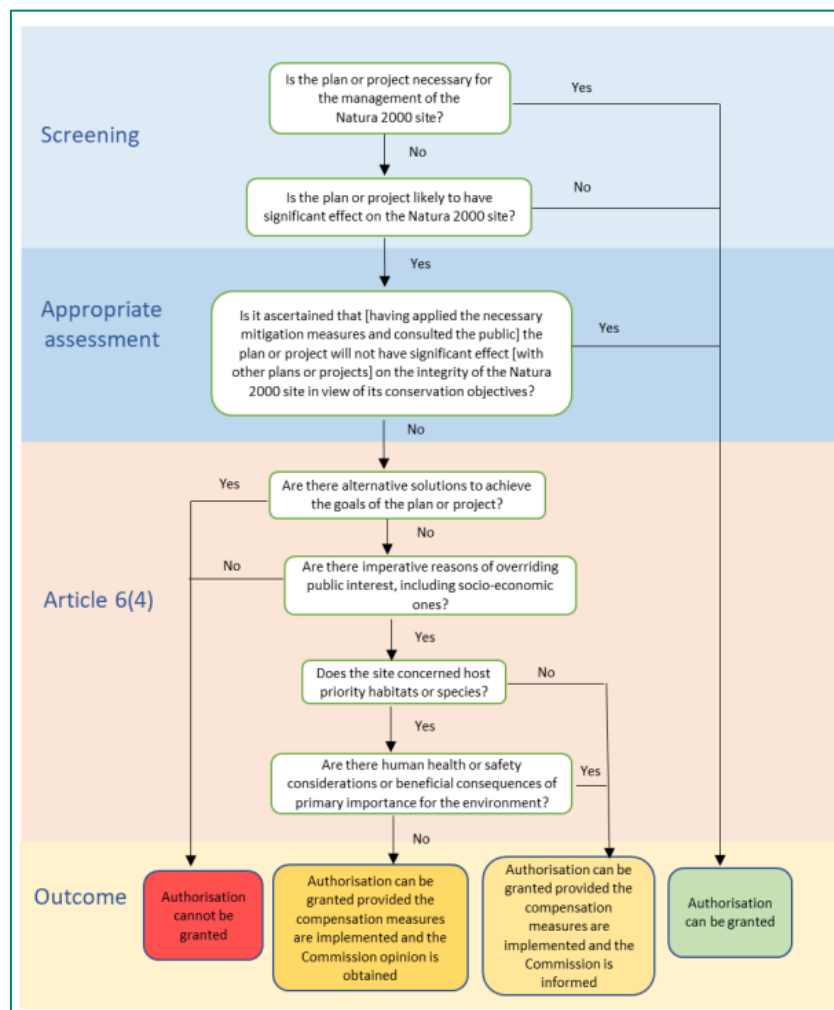 Is the plan or project necessary for
the management of the
Natura 2000 site?
Yes
Screening
No
Is the plan or project likely to have
significant effect on the Natura 2000 site?
No
Yes
Appropriate
assessment
Is it ascertained that [having applied the necessary
mitigation measures and consulted the public] the
plan or project will not have significant effect [with
other plans or projects] on the integrity of the Natura
2000 site in view of its conservation objectives?
Yes
No
Yes
Are there alternative solutions to achieve
the goals of the plan or project?
No
No
Are there imperative reasons of overriding
public interest, including socio-economic
ones?
Article 6(4)
Yes
Does the site concerned host
priority habitats or species?
No
Yes
Are there human health or safety
considerations or beneficial consequences of
primary importance for the environment?
Yes
No
Outcome
Authorisation
cannot be
granted
Authorisation can be
granted provided the
compensation measures
are implemented and the
Commission opinion is
obtained
Authorisation can be
granted provided the
compensation
measures are
implemented and the
Commission is
informed
Authorisation
can be granted